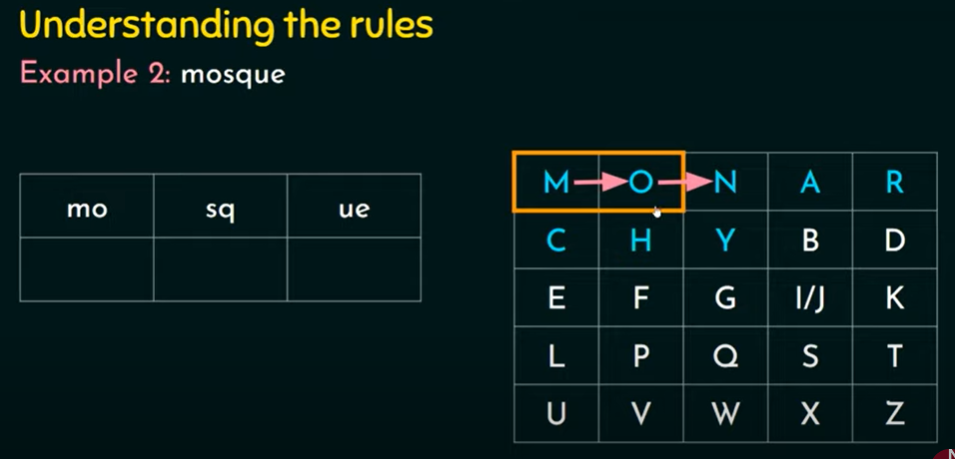 Understanding the rules
Example 2: mosque
mo sq ue
M O N A R
C H Y B D
E F G I/J K
L P Q S T
U V W X Z
N